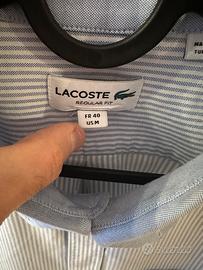 LACOSTE
REGULAR FIT
FR 40
US M